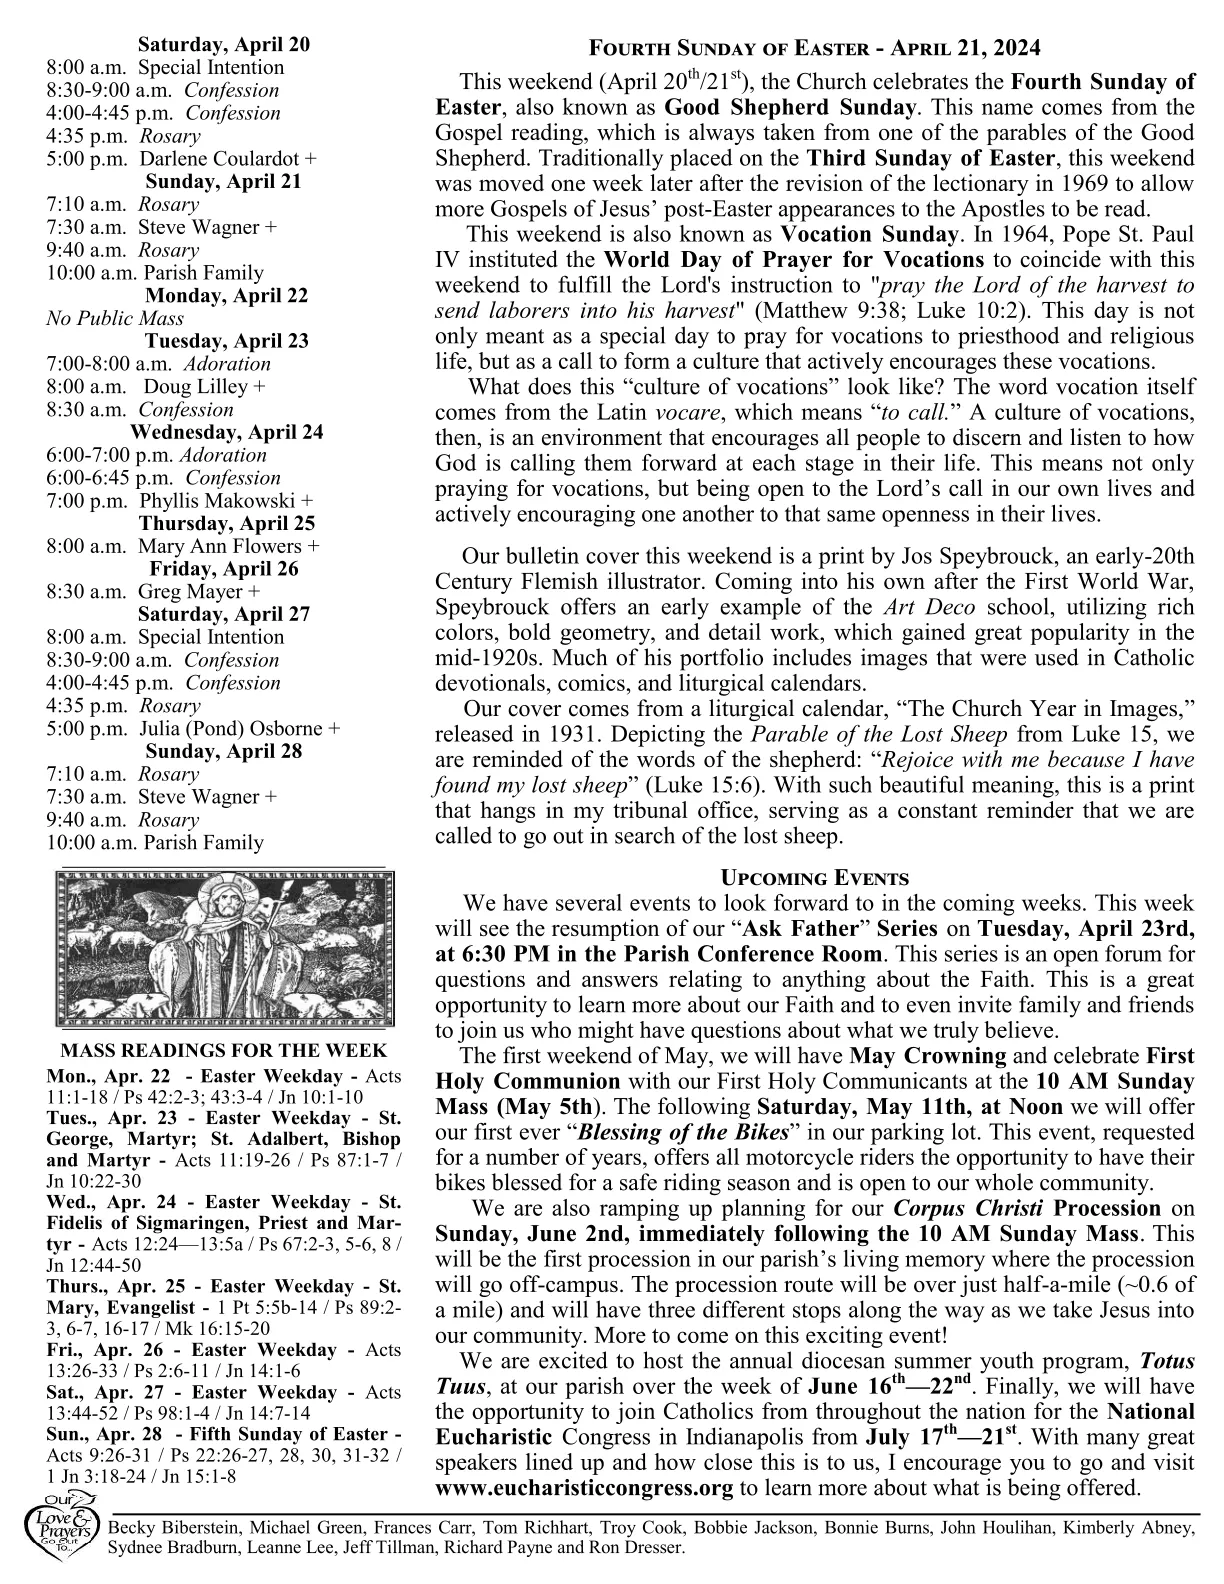 Saturday, April 20
8:00 a.m. Special Intention
8:30-9:00 a.m. Confession
4:00-4:45 p.m. Confession
4:35 p.m. Rosary
5:00 p.m. Darlene Coulardot +
Sunday, April 21
7:10 a.m. Rosary
7:30 a.m. Steve Wagner +
9:40 a.m. Rosary
10:00 a.m. Parish Family
Monday, April 22
No Public Mass
Tuesday, April 23
7:00-8:00 a.m. Adoration
8:00 a.m. Doug Lilley +
8:30 a.m. Confession
Wednesday, April 24
6:00-7:00 p.m. Adoration
6:00-6:45 p.m. Confession
7:00 p.m. Phyllis Makowski +
Thursday, April 25
8:00 a.m. Mary Ann Flowers +
Friday, April 26
8:30 a.m. Greg Mayer +
Saturday, April 27
8:00 a.m. Special Intention
8:30-9:00 a.m. Confession
4:00-4:45 p.m. Confession
4:35 p.m. Rosary
5:00 p.m. Julia (Pond) Osborne +
Sunday, April 28
7:10 a.m. Rosary
7:30 a.m. Steve Wagner +
9:40 a.m. Rosary
10:00 a.m. Parish Family
MASS READINGS FOR THE WEEK
Mon., Apr. 22 - Easter Weekday - Acts
11:1-18 / Ps 42:2-3; 43:3-4 / Jn 10:1-10
Tues., Apr. 23 - Easter Weekday - St.
George, Martyr; St. Adalbert, Bishop
and Martyr - Acts 11:19-26 / Ps 87:1-7 /
Jn 10:22-30
Wed., Apr. 24 - Easter Weekday - St.
Fidelis of Sigmaringen, Priest and Mar-
tyr - Acts 12:24—13:5a / Ps 67:2-3, 5-6, 8 /
Jn 12:44-50
Thurs., Apr. 25 - Easter Weekday - St.
Mary, Evangelist - 1 Pt 5:5b-14 / Ps 89:2-
3, 6-7, 16-17 / Mk 16:15-20
Fri., Apr. 26 - Easter Weekday - Acts
13:26-33 / Ps 2:6-11 / Jn 14:1-6
Sat., Apr. 27 - Easter Weekday - Acts
13:44-52 / Ps 98:1-4 / Jn 14:7-14
Sun., Apr. 28 - Fifth Sunday of Easter -
Acts 9:26-31 / Ps 22:26-27, 28, 30, 31-32 /
1 Jn 3:18-24 / Jn 15:1-8
FOURTH SUNDAY OF EASTER - APRIL 21, 2024
This weekend (April 20th/21st), the Church celebrates the Fourth Sunday of
Easter, also known as Good Shepherd Sunday. This name comes from the
Gospel reading, which is always taken from one of the parables of the Good
Shepherd. Traditionally placed on the Third Sunday of Easter, this weekend
was moved one week later after the revision of the lectionary in 1969 to allow
more Gospels of Jesus’ post-Easter appearances to the Apostles to be read.
This weekend is also known as Vocation Sunday. In 1964, Pope St. Paul
IV instituted the World Day of Prayer for Vocations to coincide with this
weekend to fulfill the Lord's instruction to "pray the Lord of the harvest to
send laborers into his harvest" (Matthew 9:38; Luke 10:2). This day is not
only meant as a special day to pray for vocations to priesthood and religious
life, but as a call to form a culture that actively encourages these vocations.
What does this “culture of vocations” look like? The word vocation itself
comes from the Latin vocare, which means “to call.” A culture of vocations,
then, is an environment that encourages all people to discern and listen to how
God is calling them forward at each stage in their life. This means not only
praying for vocations, but being open to the Lord’s call in our own lives and
actively encouraging one another to that same openness in their lives.
Our bulletin cover this weekend is a print by Jos Speybrouck, an early-20th
Century Flemish illustrator. Coming into his own after the First World War,
Speybrouck offers an early example of the Art Deco school, utilizing rich
colors, bold geometry, and detail work, which gained great popularity in the
mid-1920s. Much of his portfolio includes images that were used in Catholic
devotionals, comics, and liturgical calendars.
Our cover comes from a liturgical calendar, “The Church Year in Images,”
released in 1931. Depicting the Parable of the Lost Sheep from Luke 15, we
are reminded of the words of the shepherd: “Rejoice with me because I have
found my lost sheep” (Luke 15:6). With such beautiful meaning, this is a print
that hangs in my tribunal office, serving as a constant reminder that we are
called to go out in search of the lost sheep.
UPCOMING EVENTS
We have several events to look forward to in the coming weeks. This week
will see the resumption of our “Ask Father” Series on Tuesday, April 23rd,
at 6:30 PM in the Parish Conference Room. This series is an open forum for
questions and answers relating to anything about the Faith. This is a great
opportunity to learn more about our Faith and to even invite family and friends
to join us who might have questions about what we truly believe.
The first weekend of May, we will have May Crowning and celebrate First
Holy Communion with our First Holy Communicants at the 10 AM Sunday
Mass (May 5th). The following Saturday, May 11th, at Noon we will offer
our first ever “Blessing of the Bikes” in our parking lot. This event, requested
for a number of years, offers all motorcycle riders the opportunity to have their
bikes blessed for a safe riding season and is open to our whole community.
We are also ramping up planning for our Corpus Christi Procession on
Sunday, June 2nd, immediately following the 10 AM Sunday Mass. This
will be the first procession in our parish’s living memory where the procession
will go off-campus. The procession route will be over just half-a-mile (~0.6 of
a mile) and will have three different stops along the way as we take Jesus into
our community. More to come on this exciting event!
We are excited to host the annual diocesan summer youth program, Totus
Tuus, at our parish over the week of June 16th—22nd. Finally, we will have
the opportunity to join Catholics from throughout the nation for the National
Eucharistic Congress in Indianapolis from July 17th—21st. With many great
speakers lined up and how close this is to us, I encourage you to go and visit
www.eucharisticcongress.org to learn more about what is being offered.
Our
Love &
Prayers
Go Out
To...
Becky Biberstein, Michael Green, Frances Carr, Tom Richhart, Troy Cook, Bobbie Jackson, Bonnie Burns, John Houlihan, Kimberly Abney,
Sydnee Bradburn, Leanne Lee, Jeff Tillman, Richard Payne and Ron Dresser.